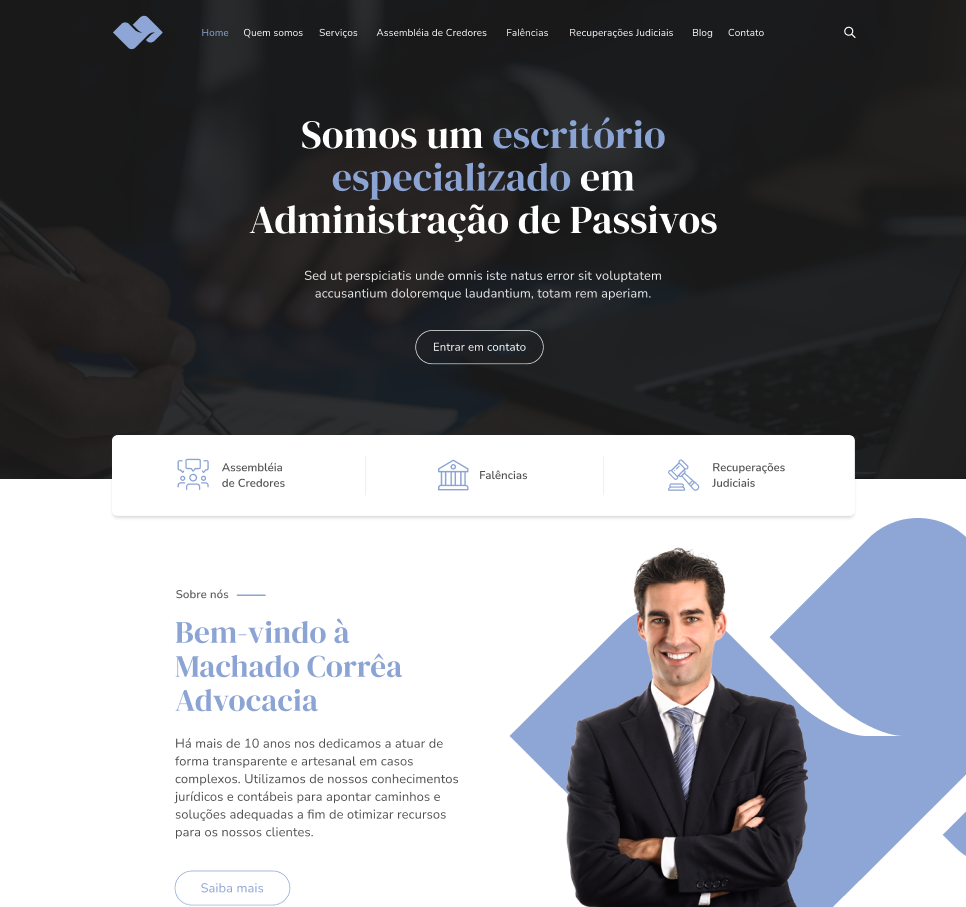 Home Quem somos Serviços Assembléia de Credores Falências Recuperações Judiciais Blog Contato
Somos um escritório
especializado em
Administração de Passivos
Sed ut perspiciatis unde omnis iste natus error sit voluptatem
accusantium doloremque laudantium, totam rem aperiam.
Entrar em contato
Assembléia
de Credores
Falências
Recuperações
Judiciais
Sobre nós
Bem-vindo à
Machado Corrêa
Advocacia
Há mais de 10 anos nos dedicamos a atuar de
forma transparente e artesanal em casos
complexos. Utilizamos de nossos conhecimentos
jurídicos e contábeis para apontar caminhos e
soluções adequadas a fim de otimizar recursos
para os nossos clientes.
Saiba mais